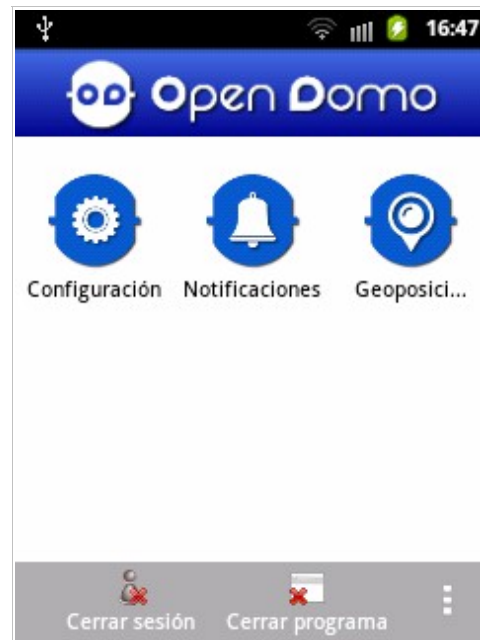 16:47
Open Domo
Configuración Notificaciones Geoposici...
Cerrar sesión Cerrar programa